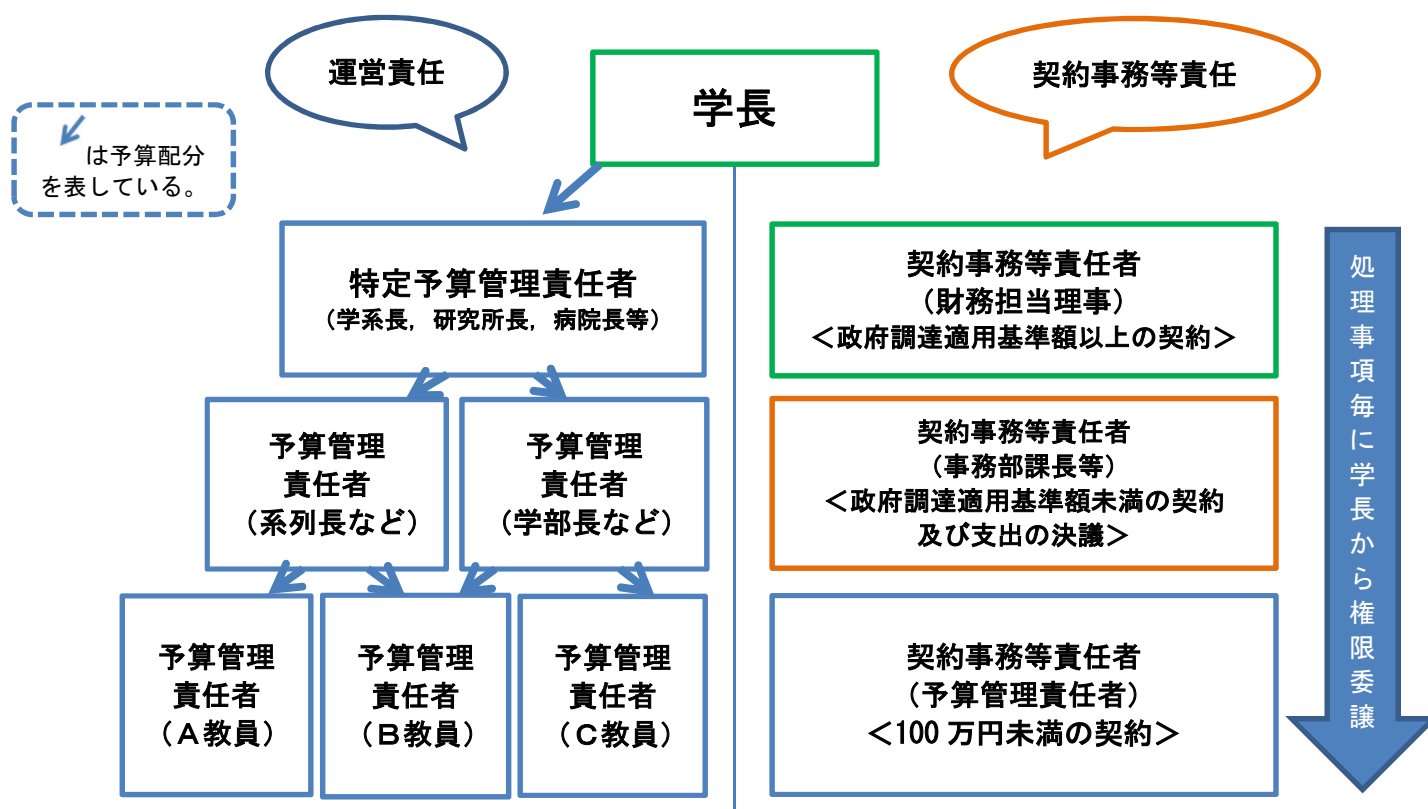 運営責任
学長
契約事務等責任
は予算配分
を表している。
特定予算管理責任者
（学系長，研究所長，病院長等）
予算管理
責任者
（系列長など）
予算管理
責任者
（学部長など）
予算管理
責任者
（Ａ教員）
予算管理
責任者
（Ｂ教員）
予算管理
責任者
（Ｃ教員）
契約事務等責任者
（財務担当理事）
＜政府調達適用基準額以上の契約＞
契約事務等責任者
（事務部課長等）
＜政府調達適用基準額未満の契約
及び支出の決議＞
契約事務等責任者
（予算管理責任者）
＜100 万円未満の契約＞
処理事項毎に学長から権限委譲